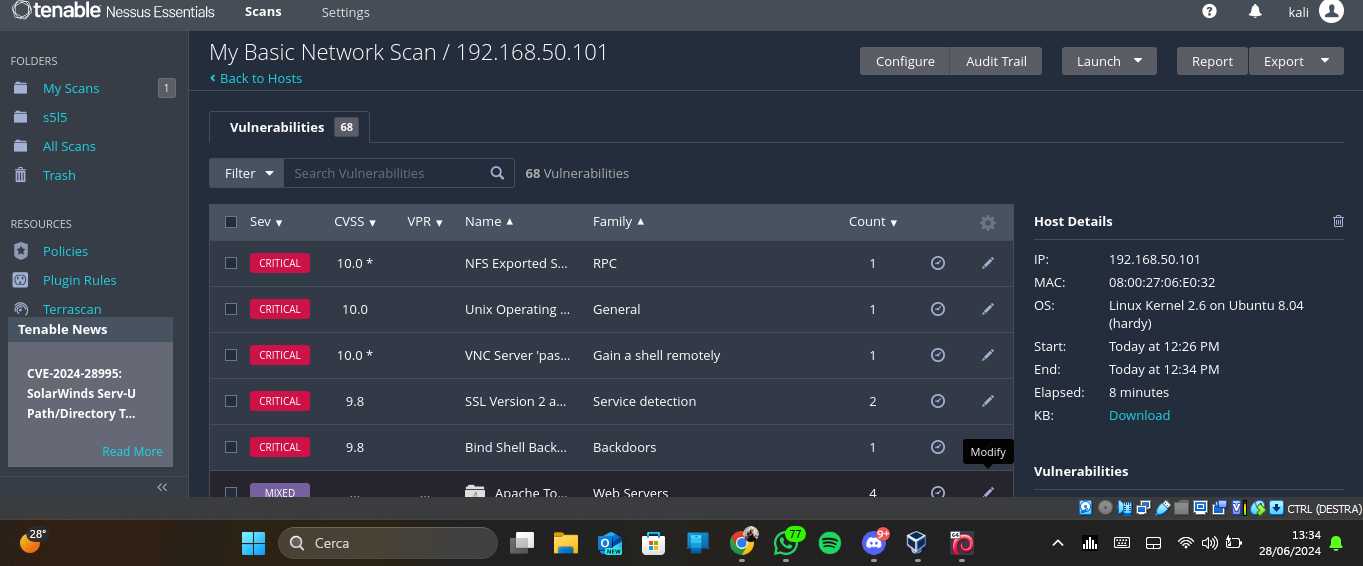 tenable Nessus Essentials Scans Settings kali
FOLDERS
My Scans 1
s5l5
All Scans
Trash
RESOURCES
Policies
Plugin Rules
Terrascan
Tenable News
CVE-2024-28995:
SolarWinds Serv-U
Path/Directory T...
Read More
My Basic Network Scan / 192.168.50.101
Back to Hosts
Configure Audit Trail Launch Report Export
Vulnerabilities 68
Filter Search Vulnerabilities 68 Vulnerabilities
Sev CVSS VPR Name Family Count
CRITICAL 10.0 * NFS Exported S... RPC 1
CRITICAL 10.0 Unix Operating ... General 1
CRITICAL 10.0 * VNC Server 'pas... Gain a shell remotely 1
CRITICAL 9.8 SSL Version 2 a... Service detection 2
CRITICAL 9.8 Bind Shell Back... Backdoors 1
Modify
MIXED ... ... 4 Apache To... Web Servers 4
Host Details
IP: 192.168.50.101
MAC: 08:00:27:06:E0:32
OS: Linux Kernel 2.6 on Ubuntu 8.04
(hardy)
Start: Today at 12:26 PM
End: Today at 12:34 PM
Elapsed: 8 minutes
KB: Download
Vulnerabilities
CTRL (DESTRA)
28° Cerca NEW 77 9+ 13:34
28/06/2024